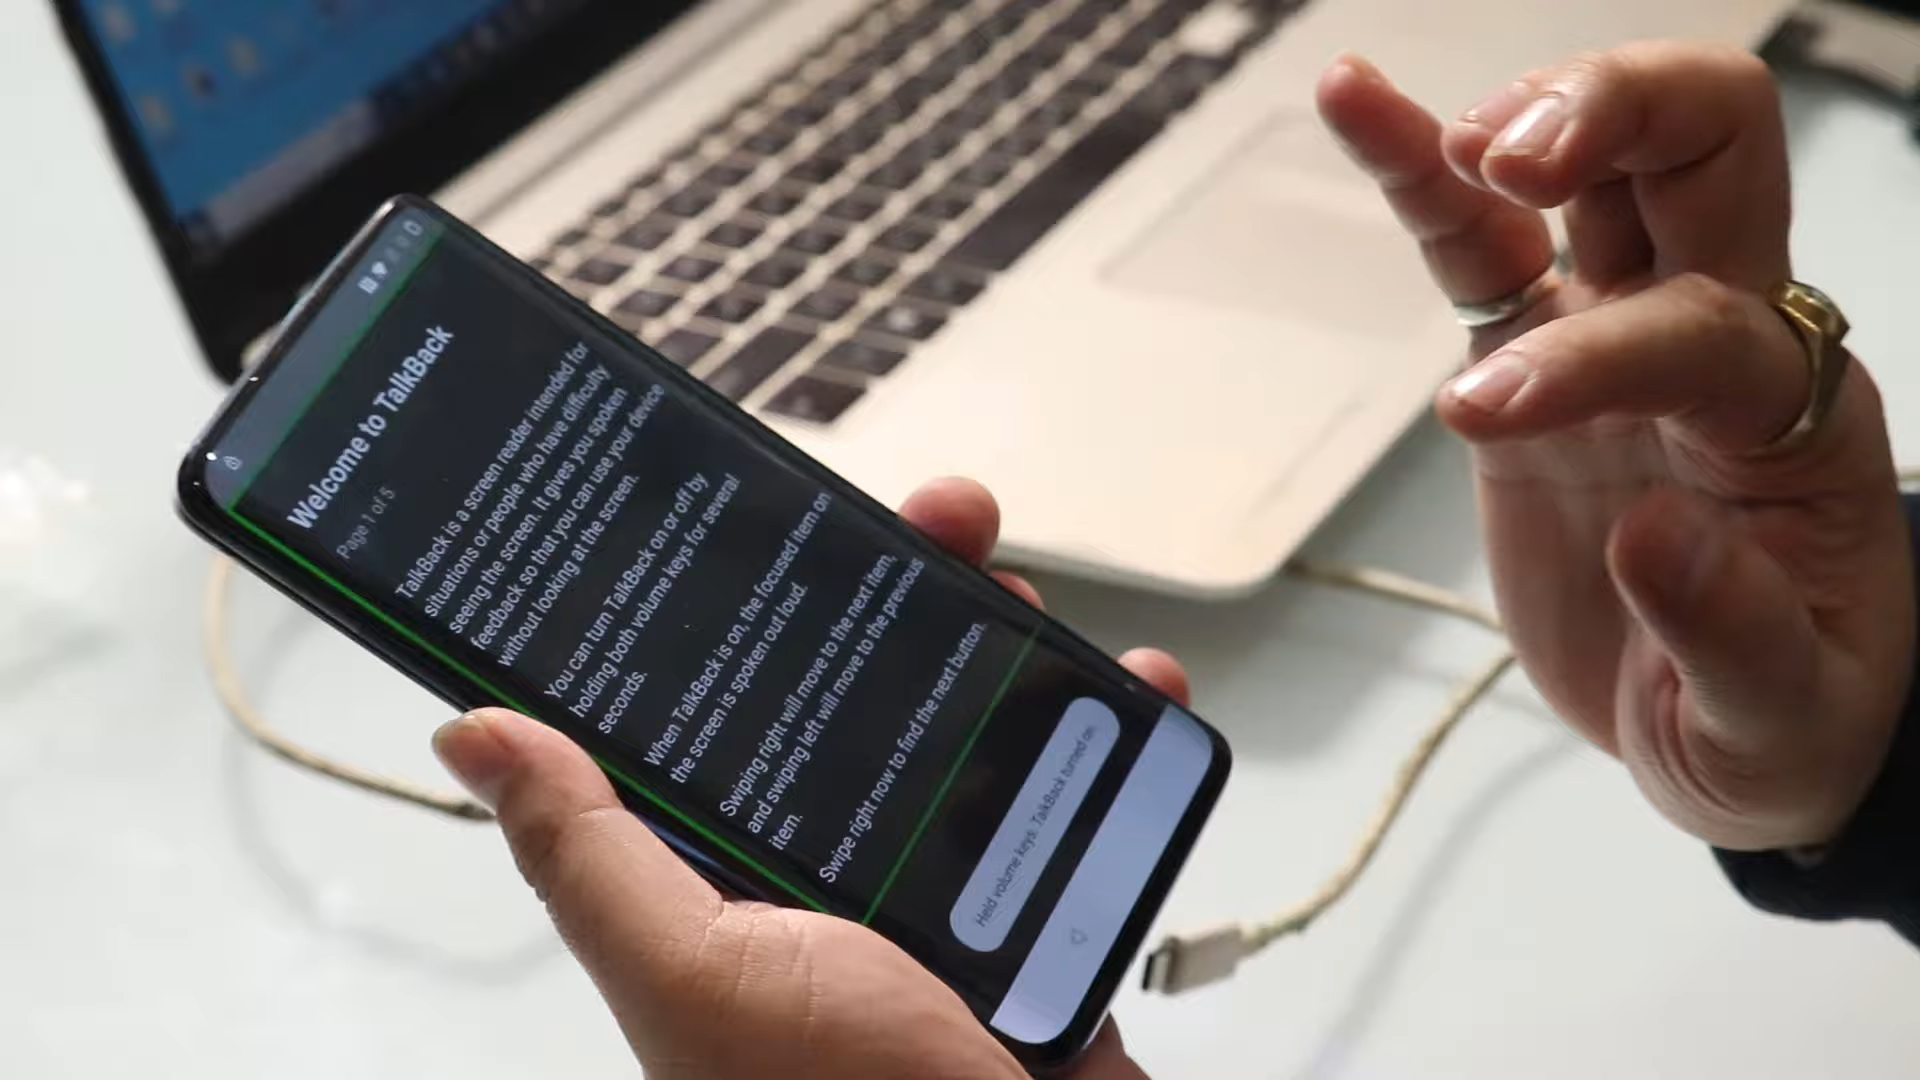 Welcome to TalkBack
Page 1 of 5
TalkBack is a screen reader intended for
situations or people who have difficulty
seeing the screen. It gives you spoken
feedback so that you can use your device
without looking at the screen.
You can turn TalkBack on or off by
holding both volume keys for several
seconds.
When TalkBack is on, the focused item on
the screen is spoken out loud.
Swiping right will move to the next item,
and swiping left will move to the previous
item.
Swipe right now to find the next button.
Held volume keys. TalkBack turned on.